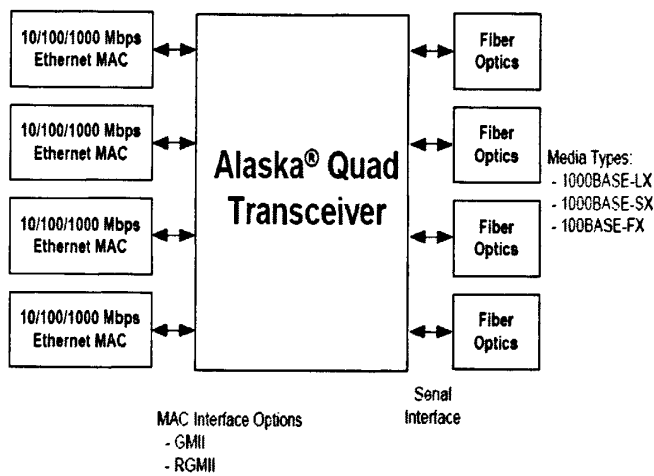 10/100/1000 Mbps
Ethernet MAC
10/100/1000 Mbps
Ethernet MAC
10/100/1000 Mbps
Ethernet MAC
10/100/1000 Mbps
Ethernet MAC
Alaska® Quad
Transceiver
Fiber
Optics
Fiber
Optics
Fiber
Optics
Fiber
Optics
Media Types:
- 1000BASE-LX
- 1000BASE-SX
- 100BASE-FX
MAC Interface Options
- GMII
- RGMII
Serial
Interface